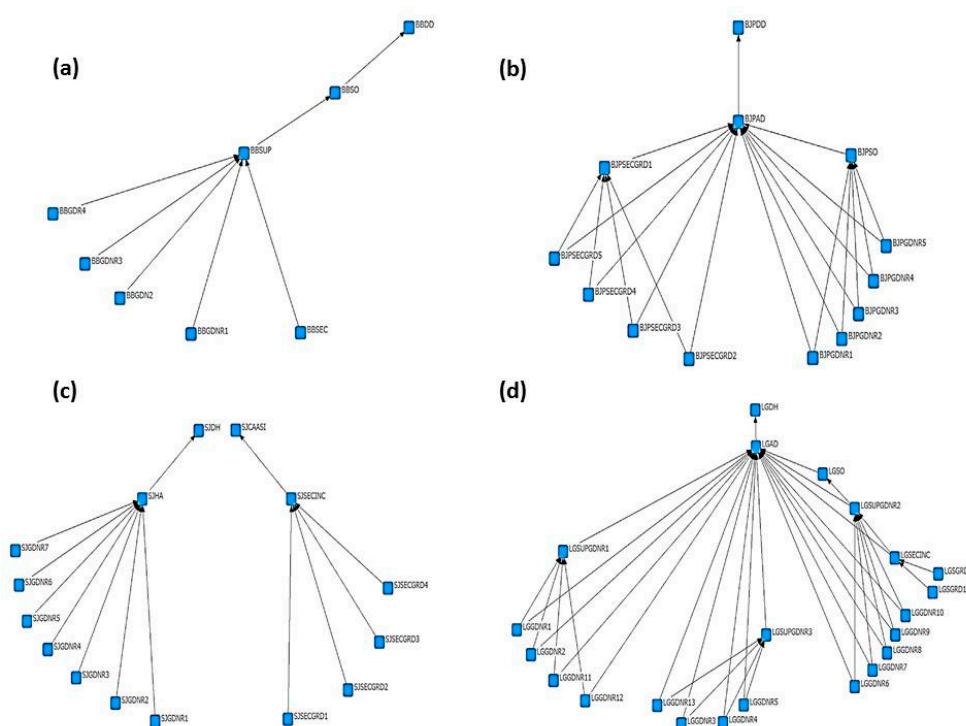 (a)
BBDD
BBSO
BBSUP
BBGDR4
BBGDNR3
BBGDN2
BBGDNR1
BBSEC
(b)
BJPDD
BJPAD
BJPSECGRD1
BJPSO
BJPSECGRD5
BJPSECGRD4
BJPSECGRD3
BJPSECGRD2
BJPGDNR5
BJPGDNR4
BJPGDNR3
BJPGDNR2
BJPGDNR1
(c)
SJDH
SJCAASI
SJHA
SJSECINC
SJGDNR7
SJGDNR6
SJGDNR5
SJGDNR4
SJGDNR3
SJGDNR2
SJGDNR1
SJSECGRD4
SJSECGRD3
SJSECGRD2
SJSECGRD1
(d)
LGDH
LGAD
LGSO
LGSUPGDNR2
LGSUPGDNR1
LGSECINC
LGSGRD
LGSGRD1
LGGDNR10
LGGDNR9
LGGDNR8
LGGDNR7
LGGDNR6
LGGDNR1
LGGDNR2
LGGDNR11
LGGDNR12
LGSUPGDNR3
LGGDNR13
LGGDNR5
LGGDNR3
LGGDNR4